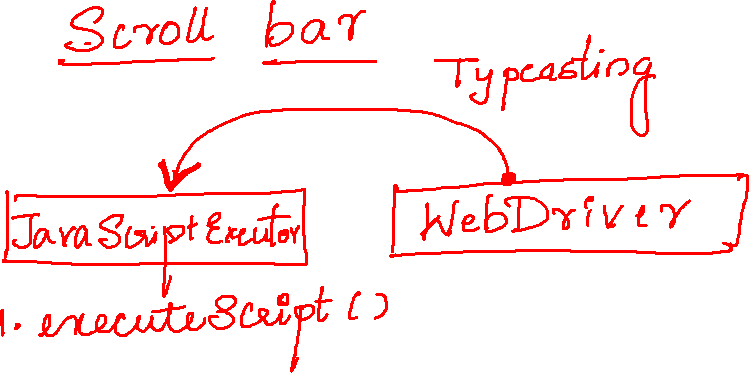 Scroll bar
Typcasting
JavaScriptExecutor
WebDriver
1. executeScript()